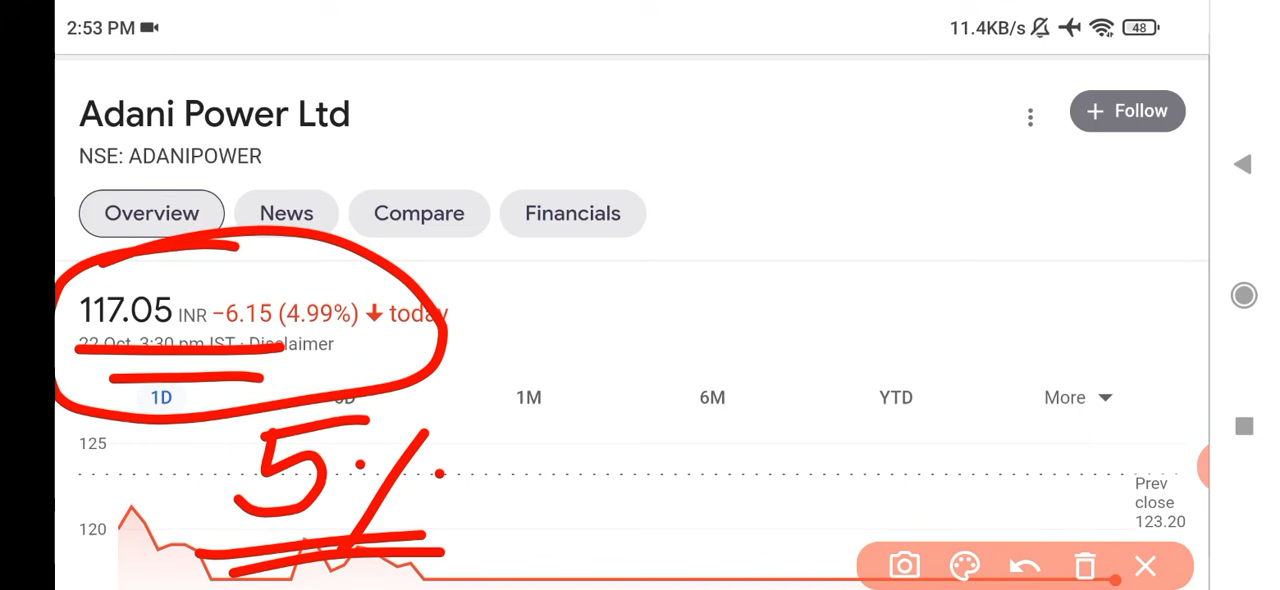 2:53 PM
11.4KB/s 48
Adani Power Ltd
+ Follow
NSE: ADANIPOWER
Overview News Compare Financials
117.05 INR −6.15 (4.99%) ↓ today
22 Oct, 3:30 pm IST · Disclaimer
1D 5D 1M 6M YTD More
125
5%
Prev
close
123.20
120